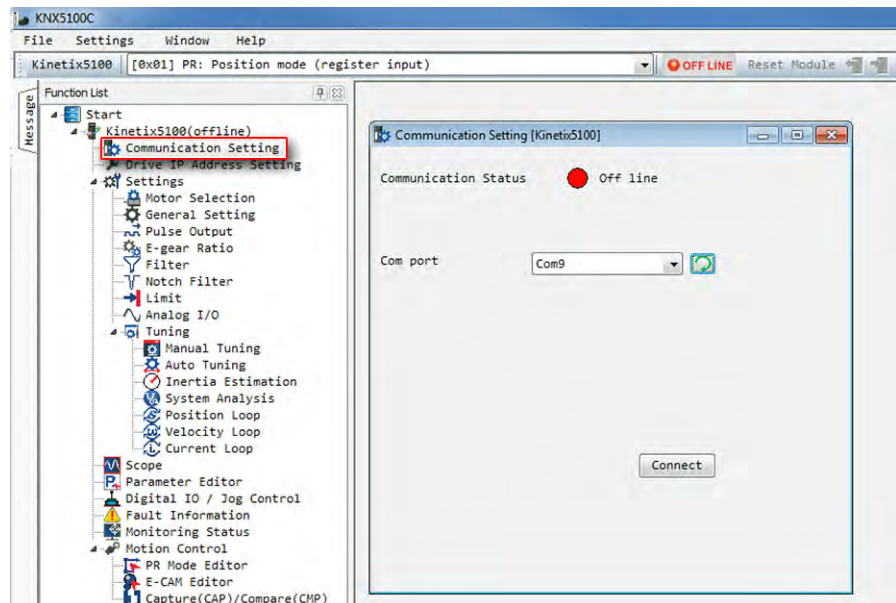 KNX5100C
File Settings Window Help
Kinetix5100 [0x01] PR: Position mode (register input) OFF LINE Reset Module
Message
Function List
Start
Kinetix5100(offline)
Communication Setting
Drive IP Address Setting
Settings
Motor Selection
General Setting
Pulse Output
E-gear Ratio
Filter
Notch Filter
Limit
Analog I/O
Tuning
Manual Tuning
Auto Tuning
Inertia Estimation
System Analysis
Position Loop
Velocity Loop
Current Loop
Scope
Parameter Editor
Digital IO / Jog Control
Fault Information
Monitoring Status
Motion Control
PR Mode Editor
E-CAM Editor
Capture(CAP)/Compare(CMP)
Communication Setting [Kinetix5100]
Communication Status Off line
Com port Com9
Connect